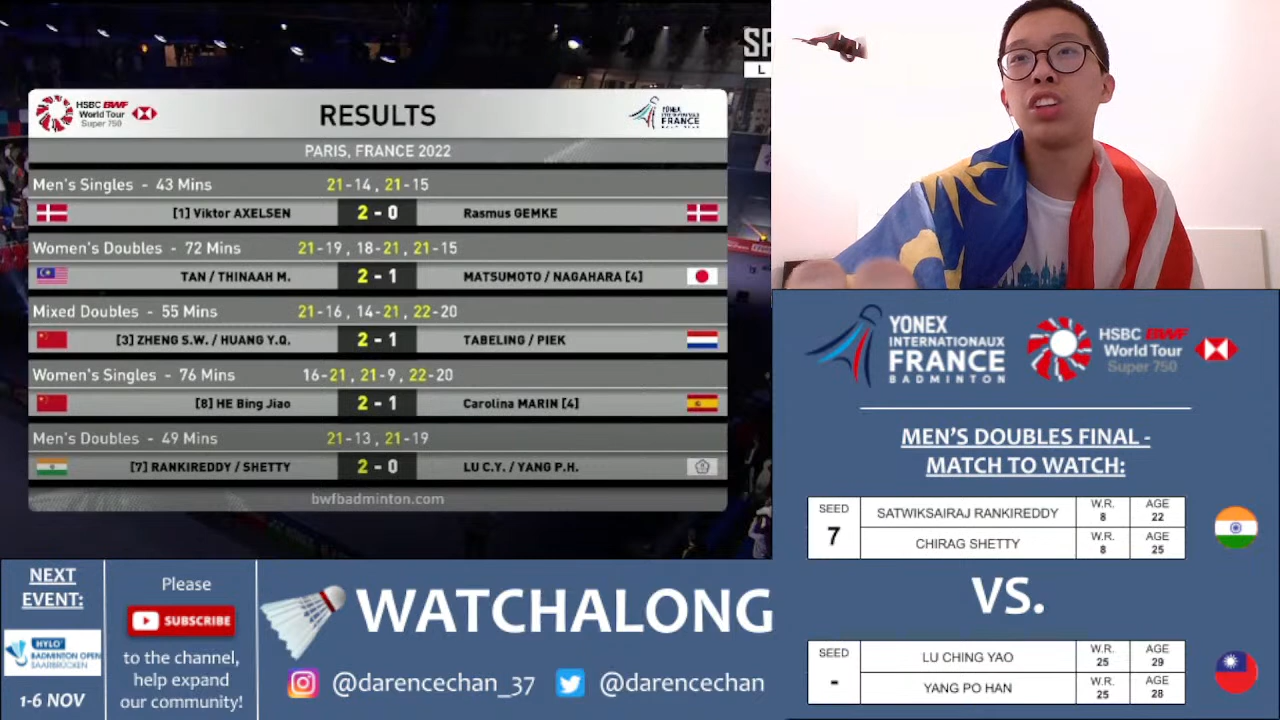 SP
L
HSBC BWF
World Tour
Super 750
RESULTS
YONEX
FRANCE
PARIS, FRANCE 2022
Men's Singles - 43 Mins 21-14 , 21-15
[1] Viktor AXELSEN 2 - 0 Rasmus GEMKE
Women's Doubles - 72 Mins 21-19 , 18-21 , 21-15
TAN / THINAAH M. 2 - 1 MATSUMOTO / NAGAHARA [4]
Mixed Doubles - 55 Mins 21-16 , 14-21 , 22-20
[3] ZHENG S.W. / HUANG Y.Q. 2 - 1 TABELING / PIEK
Women's Singles - 76 Mins 16-21 , 21-9 , 22-20
[8] HE Bing Jiao 2 - 1 Carolina MARIN [4]
Men's Doubles - 49 Mins 21-13 , 21-19
[7] RANKIREDDY / SHETTY 2 - 0 LU C.Y. / YANG P.H.
bwfbadminton.com
YONEX
INTERNATIONAUX
FRANCE
BADMINTON
HSBC BWF
World Tour
Super 750
MEN'S DOUBLES FINAL -
MATCH TO WATCH:
SEED 7
SATWIKSAIRAJ RANKIREDDY W.R. 8 AGE 22
CHIRAG SHETTY W.R. 8 AGE 25
VS.
SEED -
LU CHING YAO W.R. 25 AGE 29
YANG PO HAN W.R. 25 AGE 28
NEXT
EVENT:
HYLO
BADMINTON OPEN
SAARBRÜCKEN
1-6 NOV
Please
SUBSCRIBE
to the channel,
help expand
our community!
WATCHALONG
@darencechan_37 @darencechan